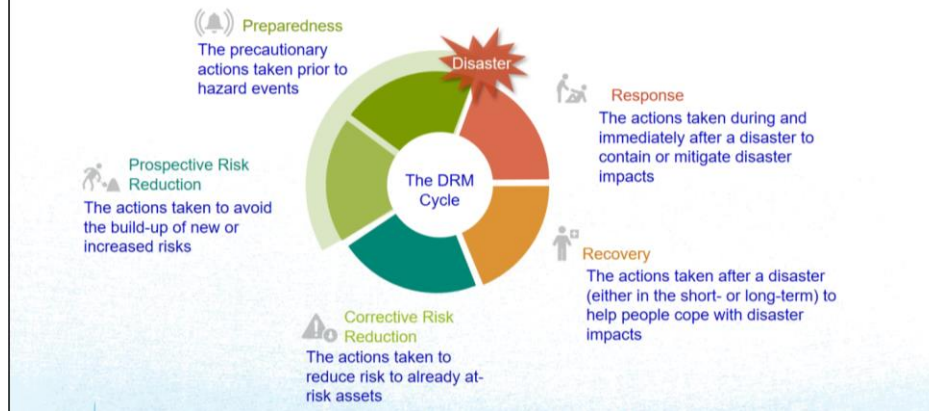 Preparedness
The precautionary
actions taken prior to
hazard events
Disaster
Response
The actions taken during and
immediately after a disaster to
contain or mitigate disaster
impacts
Prospective Risk
Reduction
The actions taken to avoid
the build-up of new or
increased risks
The DRM
Cycle
Recovery
The actions taken after a disaster
(either in the short- or long-term) to
help people cope with disaster
impacts
Corrective Risk
Reduction
The actions taken to
reduce risk to already at-
risk assets